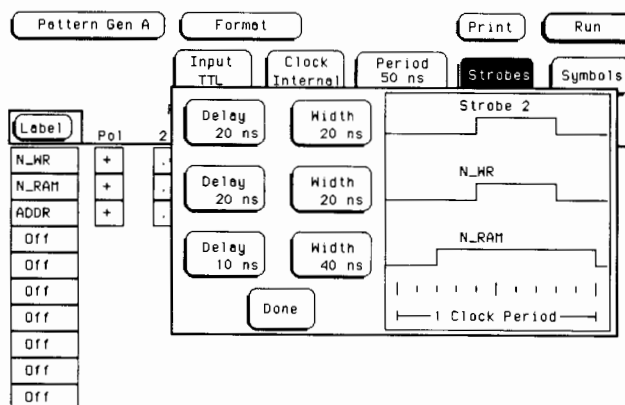 Pattern Gen A Format Print Run
Input TTL Clock Internal Period 50 ns Strobes Symbols
Label Pol 2
N_WR +
N_RAM +
ADDR +
Off
Off
Off
Off
Off
Off
Off
Delay 20 ns Width 20 ns Strobe 2
Delay 20 ns Width 20 ns N_WR
Delay 10 ns Width 40 ns N_RAM
Done
1 Clock Period